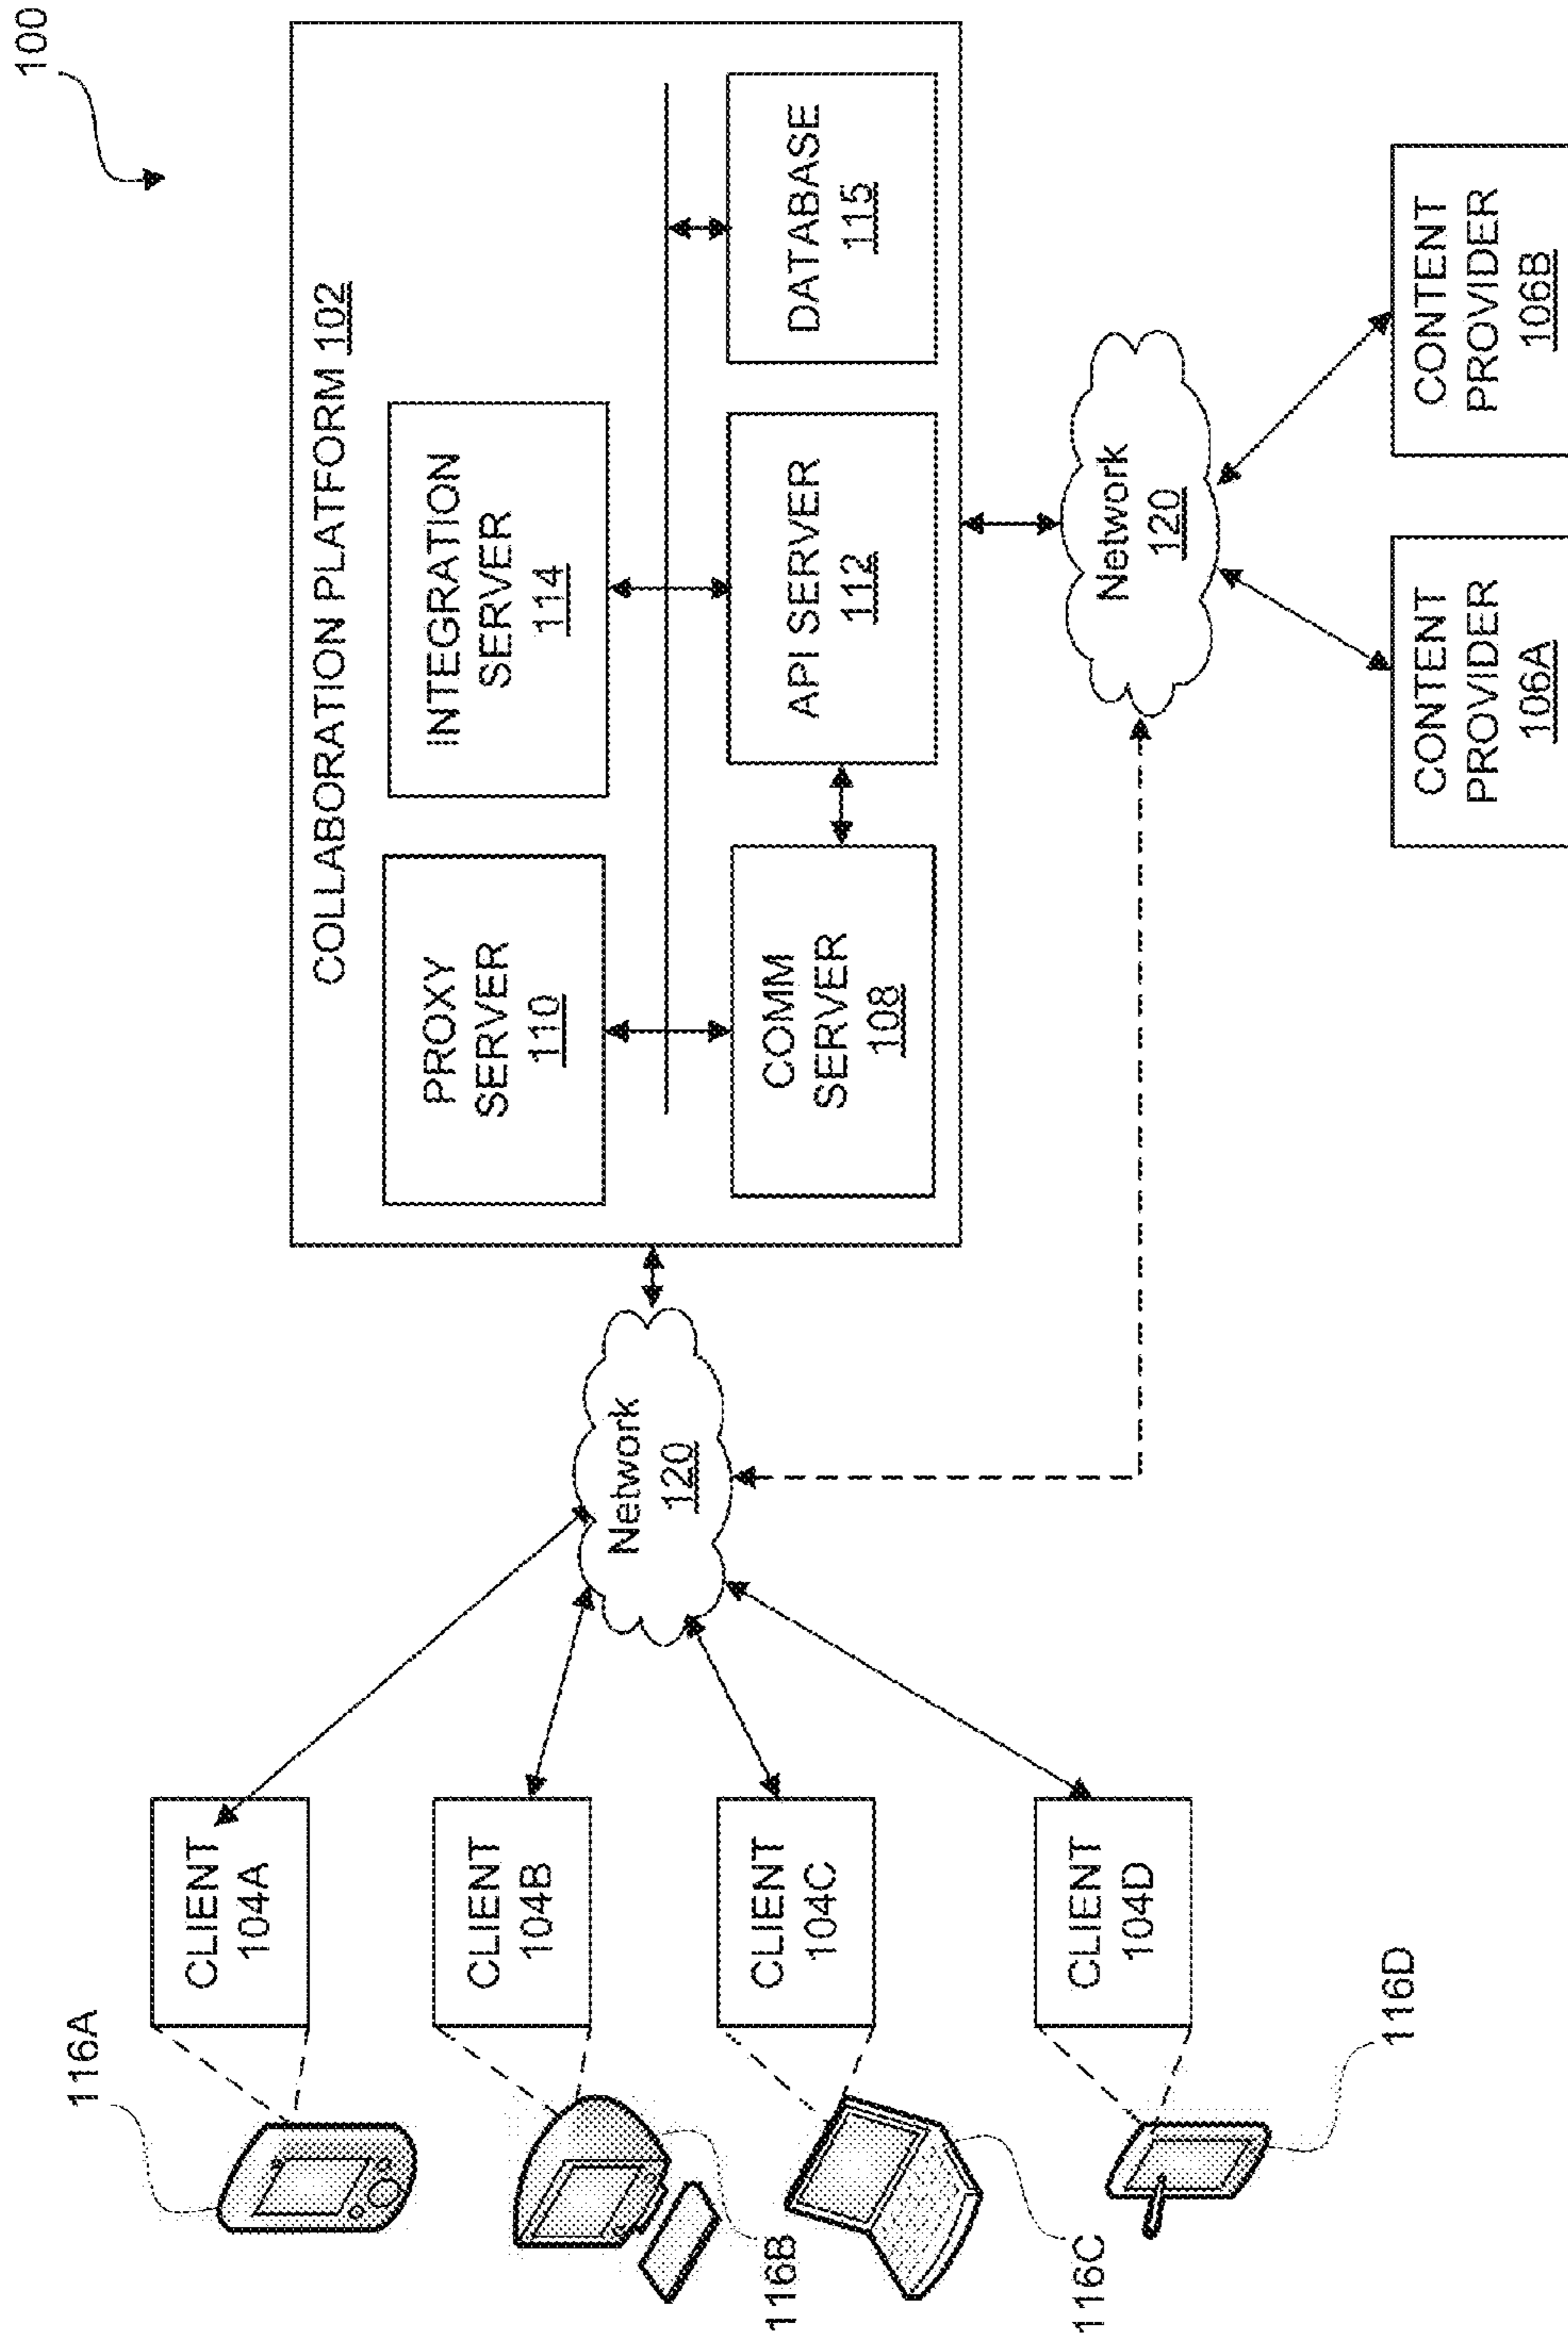 100
COLLABORATION PLATFORM 102
PROXY
SERVER
110
INTEGRATION
SERVER
114
COMM
SERVER
108
API SERVER
112
DATABASE
115
116A
CLIENT
104A
116B
CLIENT
104B
116C
CLIENT
104C
116D
CLIENT
104D
Network
120
Network
120
CONTENT
PROVIDER
106A
CONTENT
PROVIDER
106B